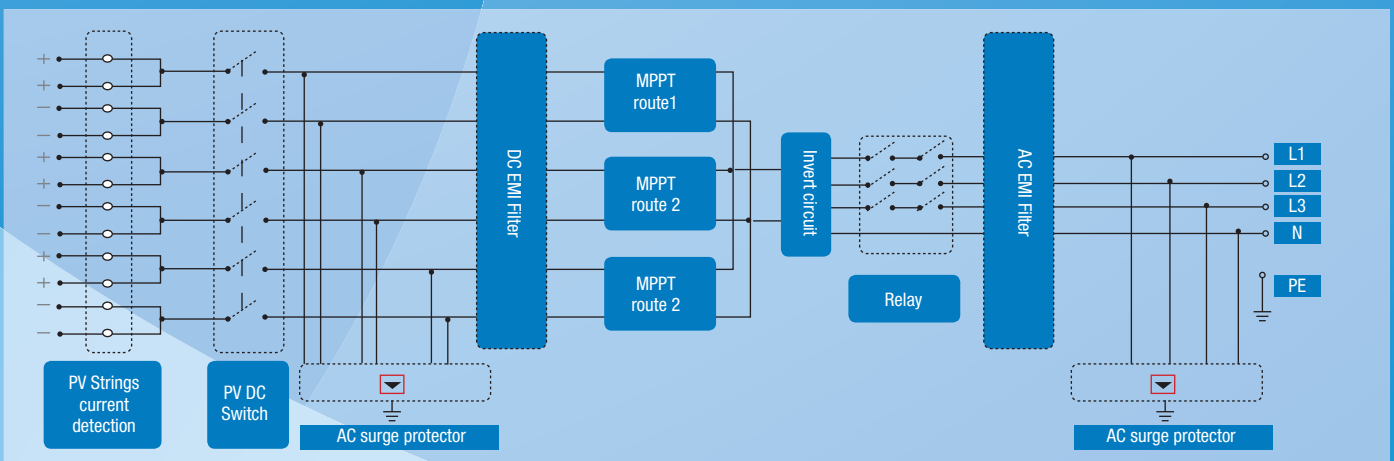 +
+
−
−
+
+
−
−
+
+
−
−
PV Strings
current
detection
PV DC
Switch
AC surge protector
DC EMI Filter
MPPT
route1
MPPT
route 2
MPPT
route 2
Invert circuit
Relay
AC EMI Filter
L1
L2
L3
N
PE
AC surge protector